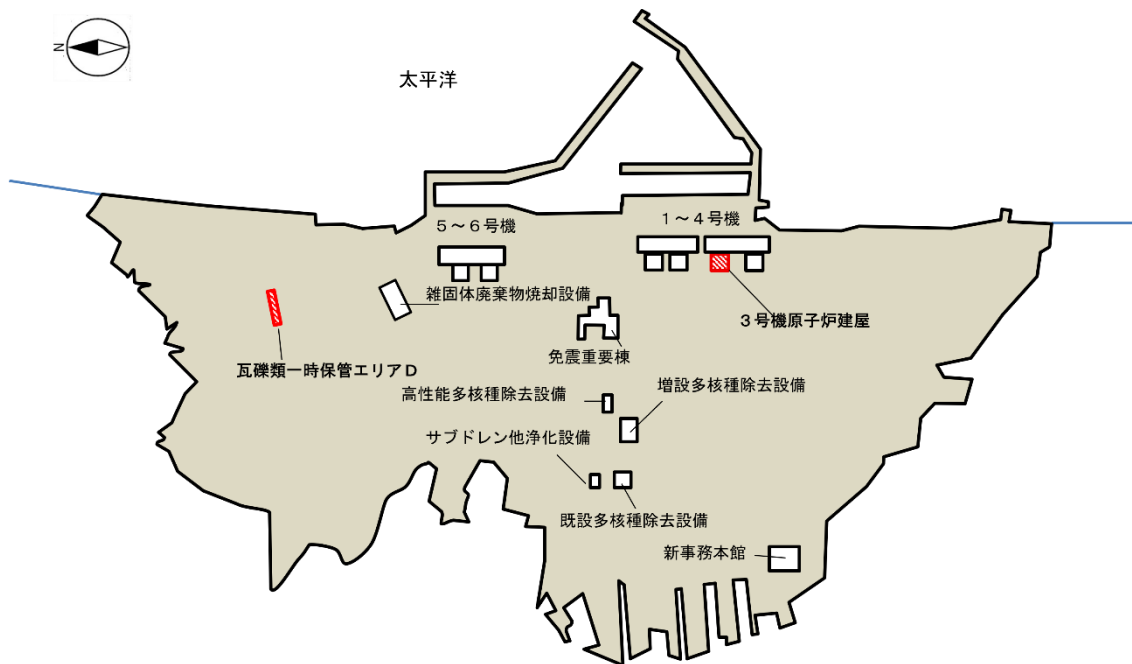 N
太平洋
5～6号機
1～4号機
雑固体廃棄物焼却設備
3号機原子炉建屋
免震重要棟
瓦礫類一時保管エリアD
高性能多核種除去設備
増設多核種除去設備
サブドレン他浄化設備
既設多核種除去設備
新事務本館